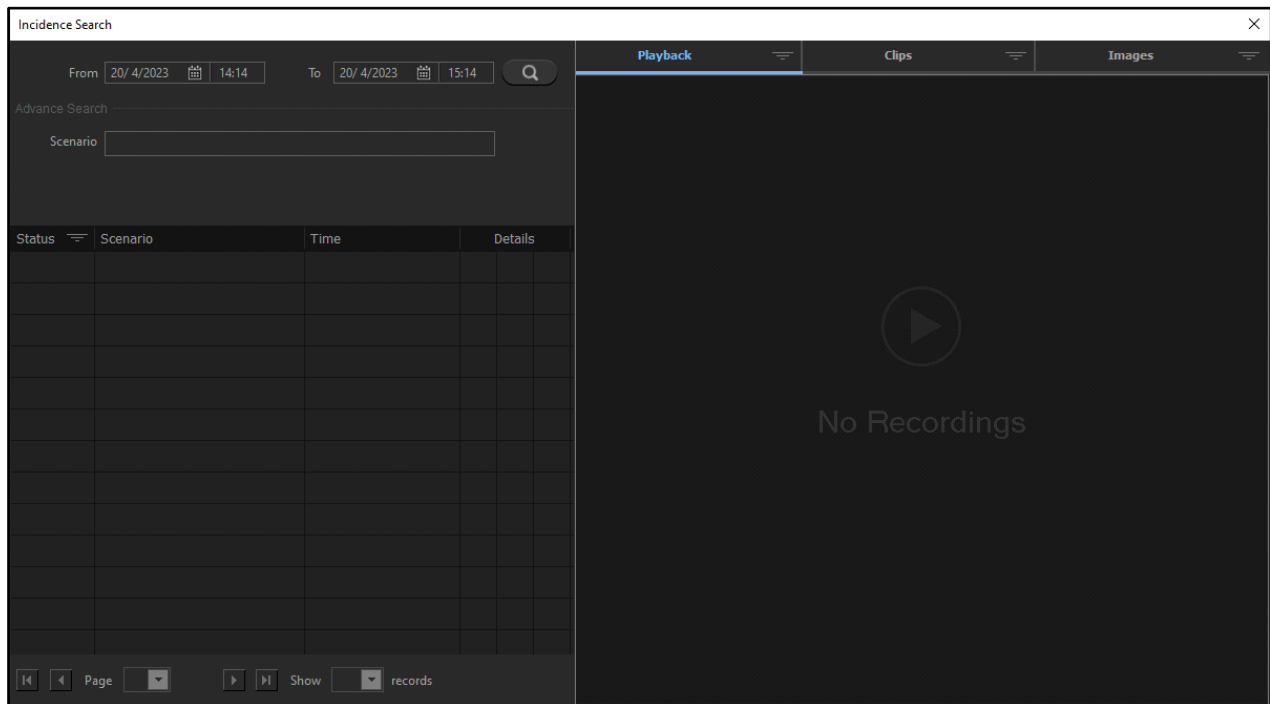 Incidence Search
From 20/ 4/2023 14:14 To 20/ 4/2023 15:14
Advance Search
Scenario
Status Scenario Time Details
Page Show records
Playback Clips Images
No Recordings